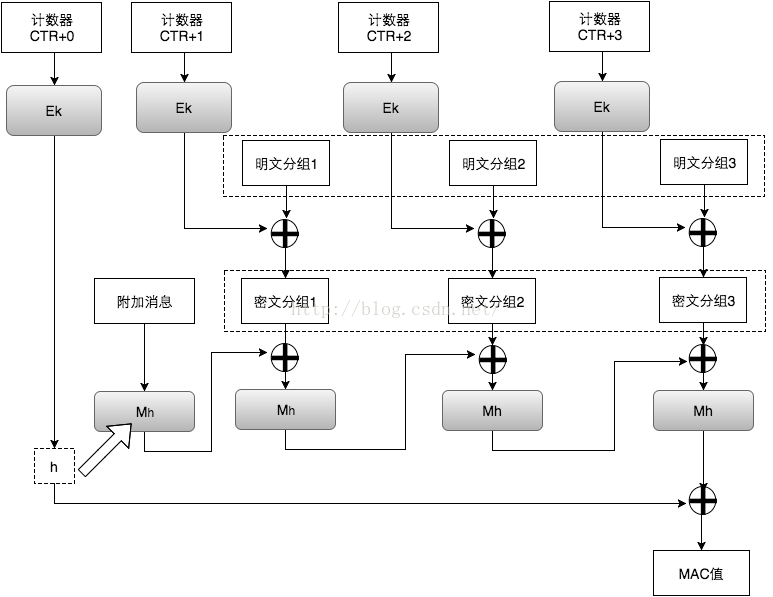 计数器
CTR+0
计数器
CTR+1
计数器
CTR+2
计数器
CTR+3
Ek
Ek
Ek
Ek
明文分组1
明文分组2
明文分组3
附加消息
密文分组1
密文分组2
密文分组3
http://blog.csdn.net/
Mh
Mh
Mh
Mh
h
MAC值